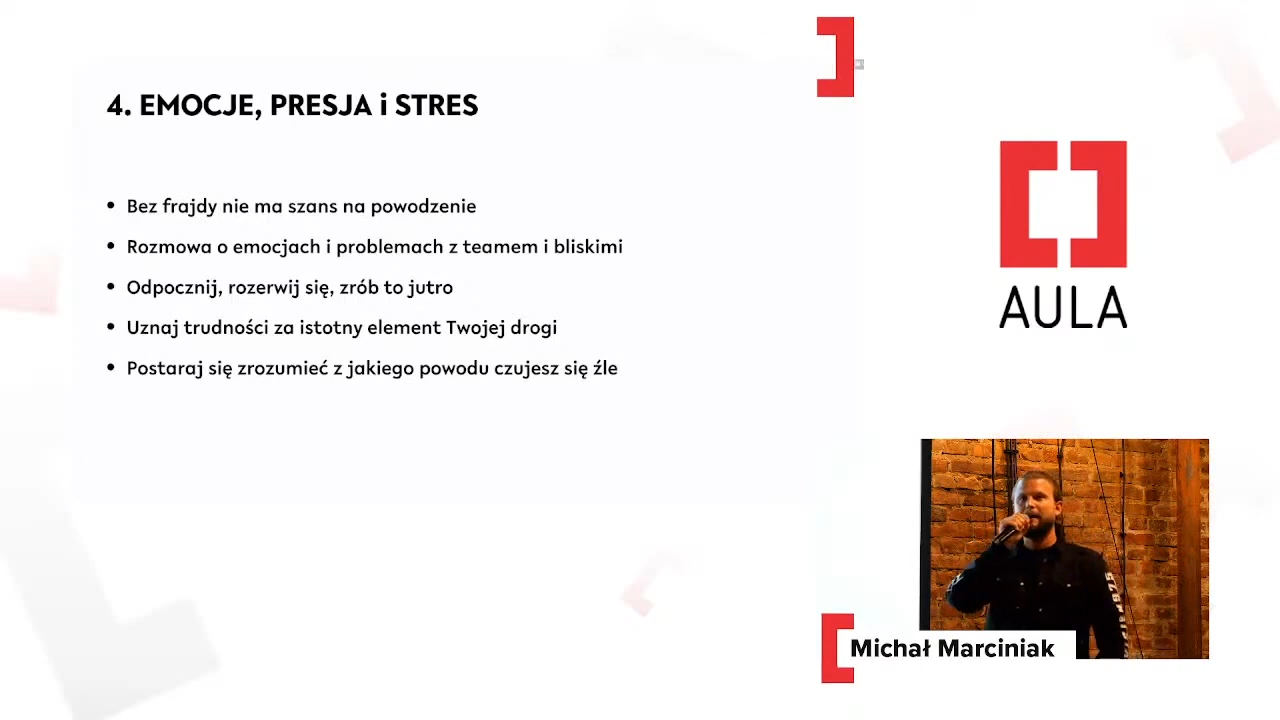 4. EMOCJE, PRESJA i STRES
• Bez frajdy nie ma szans na powodzenie
• Rozmowa o emocjach i problemach z teamem i bliskimi
• Odpocznij, rozerwij się, zrób to jutro
• Uznaj trudności za istotny element Twojej drogi
• Postaraj się zrozumieć z jakiego powodu czujesz się źle
AULA
Michał Marciniak